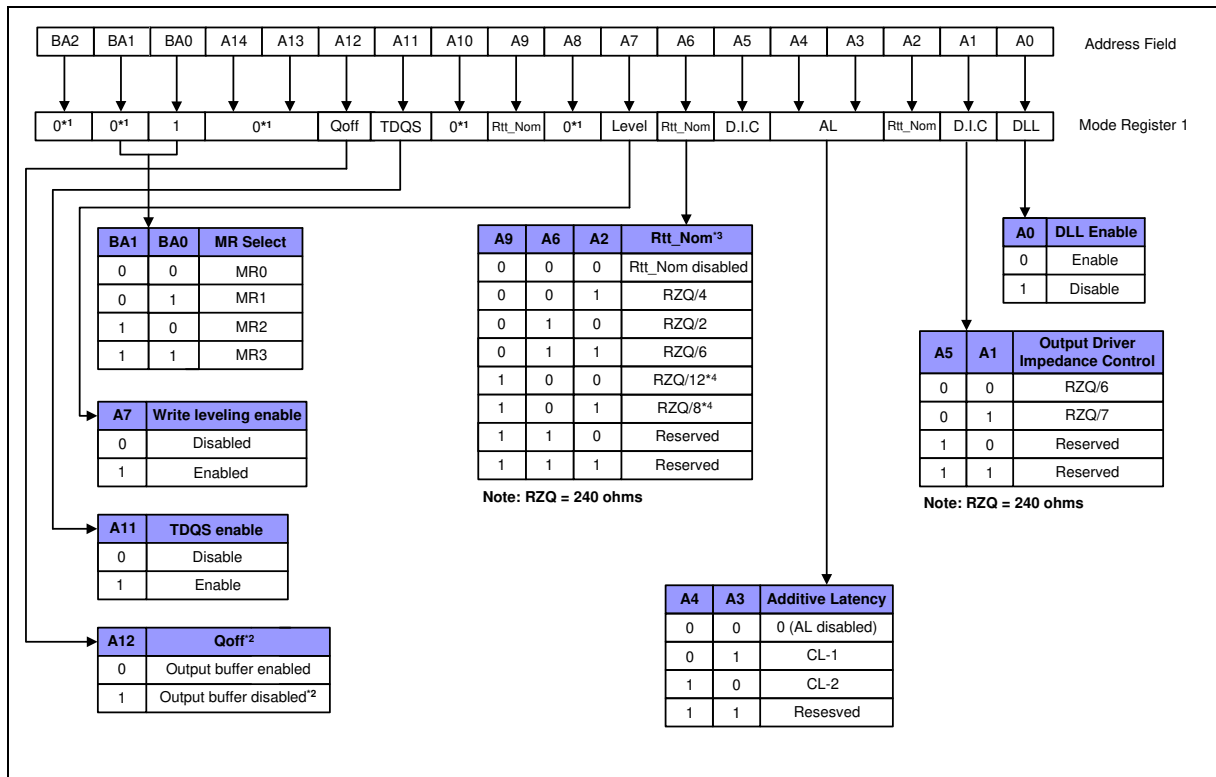 BA2 BA1 BA0 A14 A13 A12 A11 A10 A9 A8 A7 A6 A5 A4 A3 A2 A1 A0 Address Field
0*1 0*1 1 0*1 Qoff TDQS 0*1 Rtt_Nom 0*1 Level Rtt_Nom D.I.C AL Rtt_Nom D.I.C DLL Mode Register 1
BA1 BA0 MR Select
0 0 MR0
0 1 MR1
1 0 MR2
1 1 MR3
A7 Write leveling enable
0 Disabled
1 Enabled
A11 TDQS enable
0 Disable
1 Enable
A12 Qoff*2
0 Output buffer enabled
1 Output buffer disabled*2
A9 A6 A2 Rtt_Nom*3
0 0 0 Rtt_Nom disabled
0 0 1 RZQ/4
0 1 0 RZQ/2
0 1 1 RZQ/6
1 0 0 RZQ/12*4
1 0 1 RZQ/8*4
1 1 0 Reserved
1 1 1 Reserved
Note: RZQ = 240 ohms
A4 A3 Additive Latency
0 0 0 (AL disabled)
0 1 CL-1
1 0 CL-2
1 1 Resesved
A0 DLL Enable
0 Enable
1 Disable
A5 A1 Output Driver
Impedance Control
0 0 RZQ/6
0 1 RZQ/7
1 0 Reserved
1 1 Reserved
Note: RZQ = 240 ohms